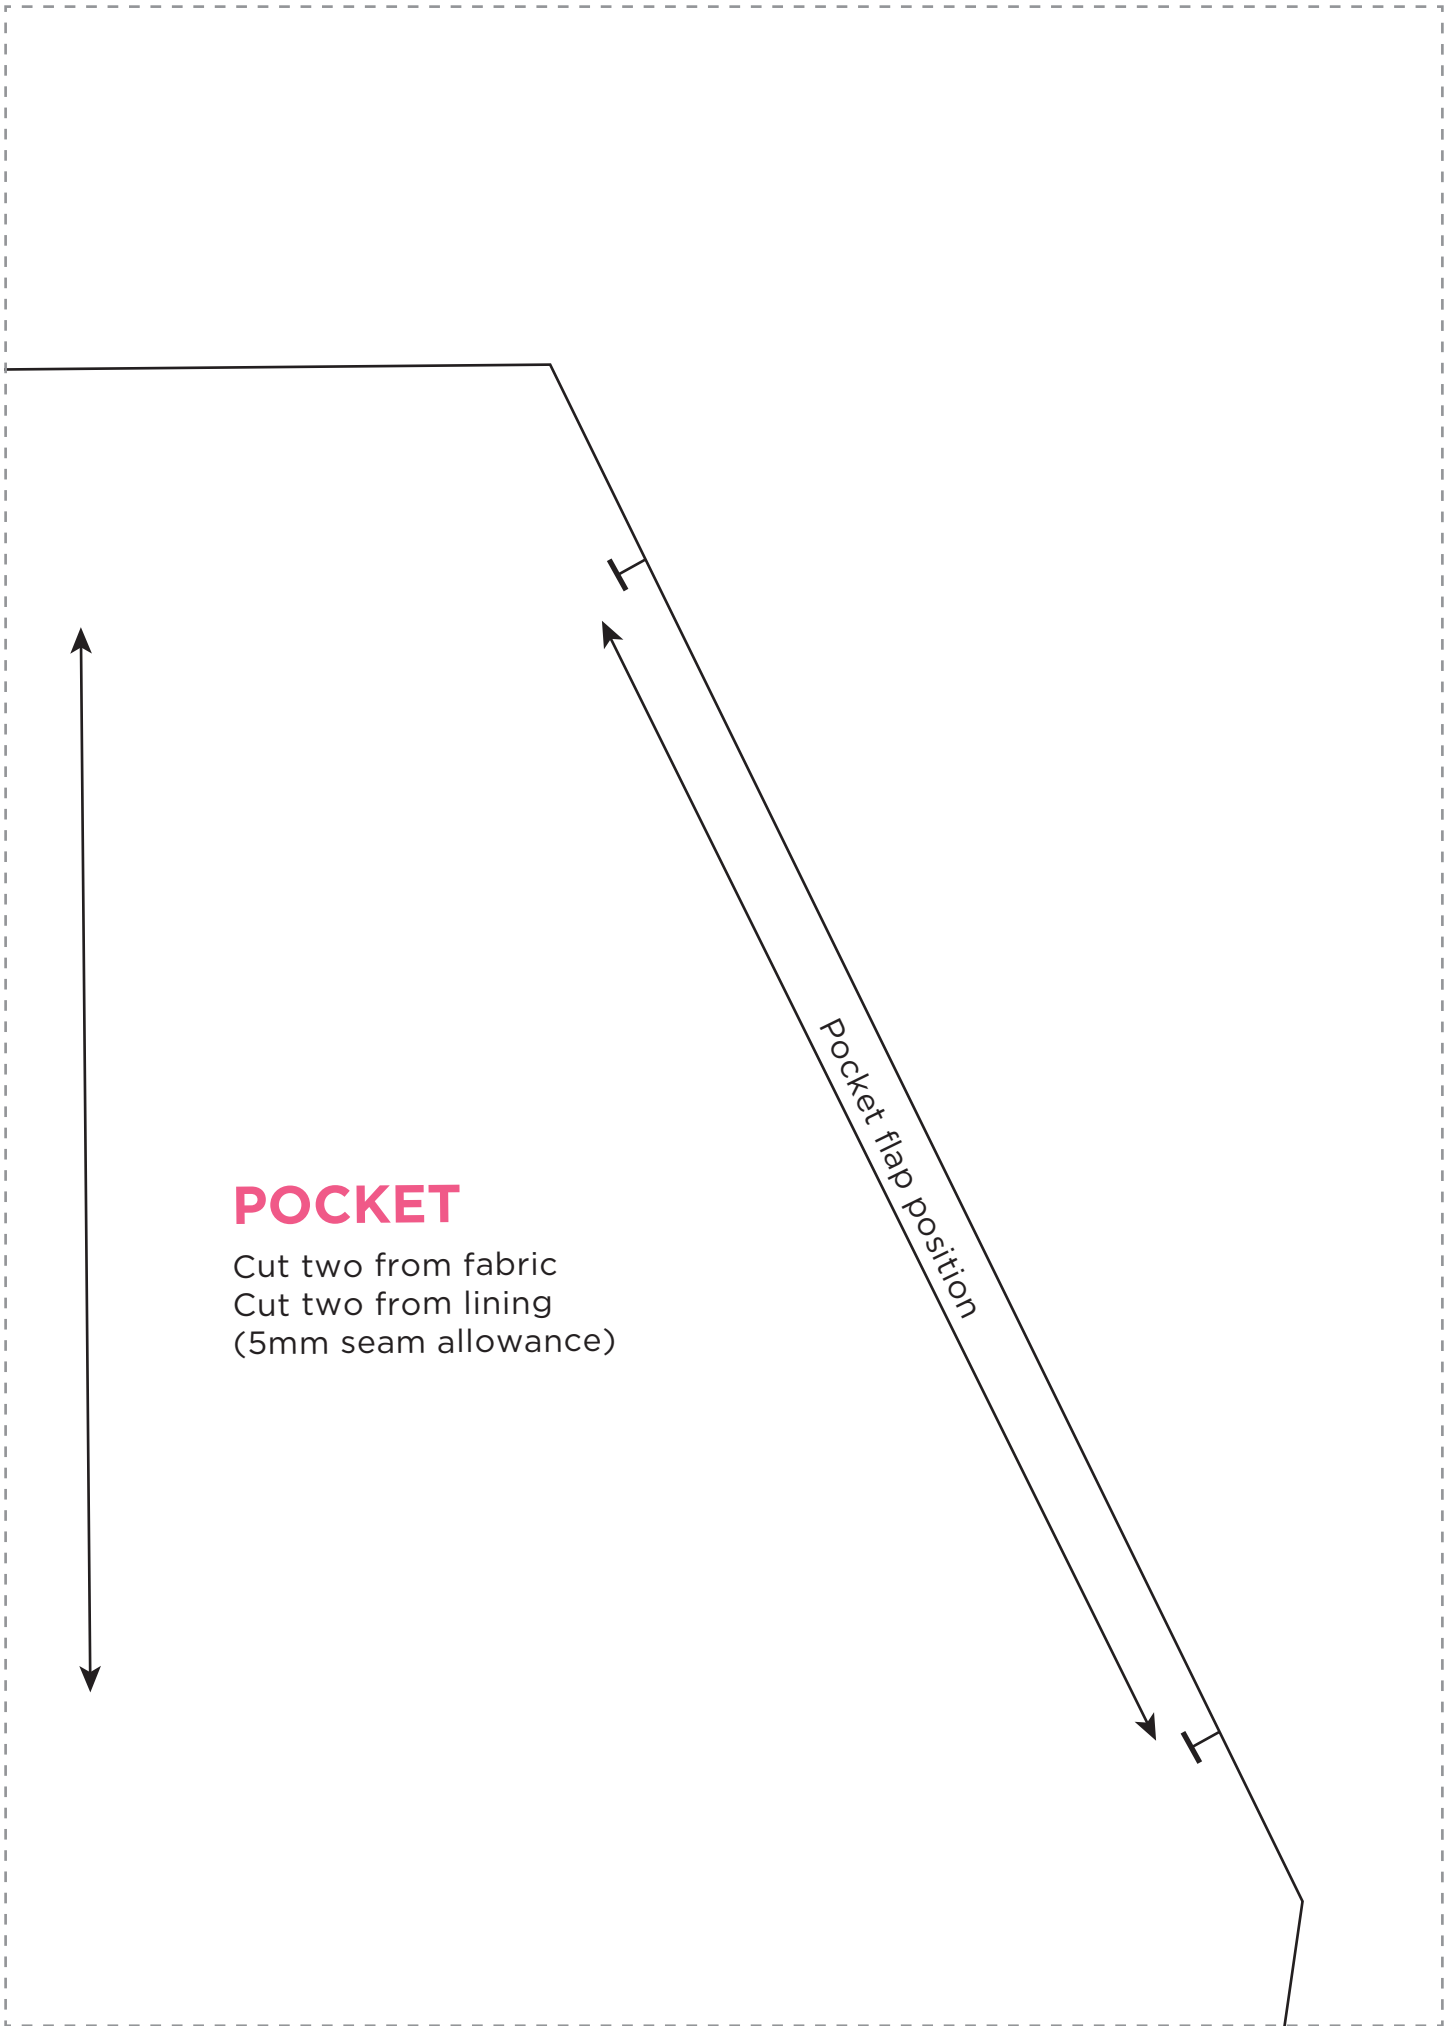 POCKET
Cut two from fabric
Cut two from lining
(5mm seam allowance)
Pocket flap position